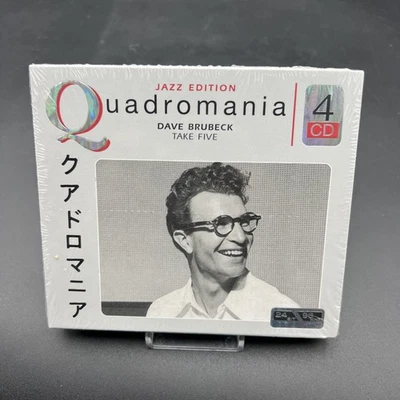 JAZZ EDITION
Quadromania
DAVE BRUBECK
TAKE FIVE
4
CD
クアドロマニア